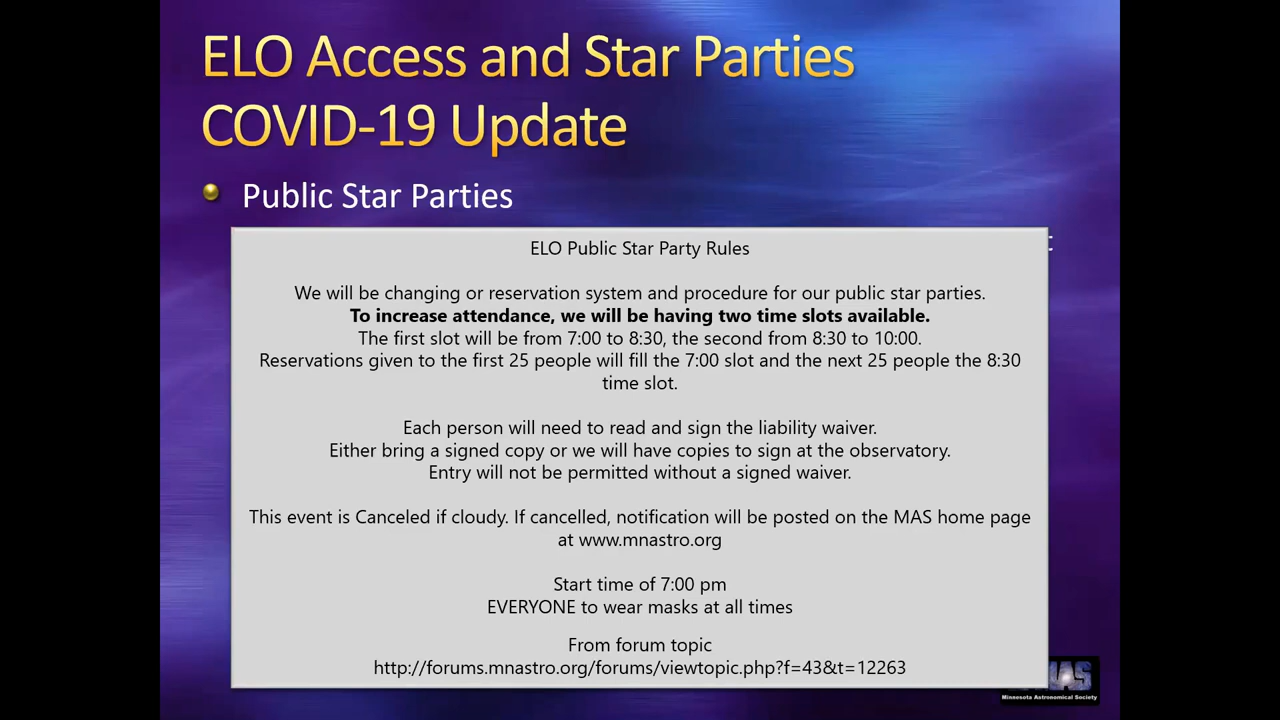 ELO Access and Star Parties
COVID-19 Update
Public Star Parties
ELO Public Star Party Rules
We will be changing or reservation system and procedure for our public star parties.
To increase attendance, we will be having two time slots available.
The first slot will be from 7:00 to 8:30, the second from 8:30 to 10:00.
Reservations given to the first 25 people will fill the 7:00 slot and the next 25 people the 8:30
time slot.
Each person will need to read and sign the liability waiver.
Either bring a signed copy or we will have copies to sign at the observatory.
Entry will not be permitted without a signed waiver.
This event is Canceled if cloudy. If cancelled, notification will be posted on the MAS home page
at www.mnastro.org
Start time of 7:00 pm
EVERYONE to wear masks at all times
From forum topic
http://forums.mnastro.org/forums/viewtopic.php?f=43&t=12263
Minnesota Astronomical Society